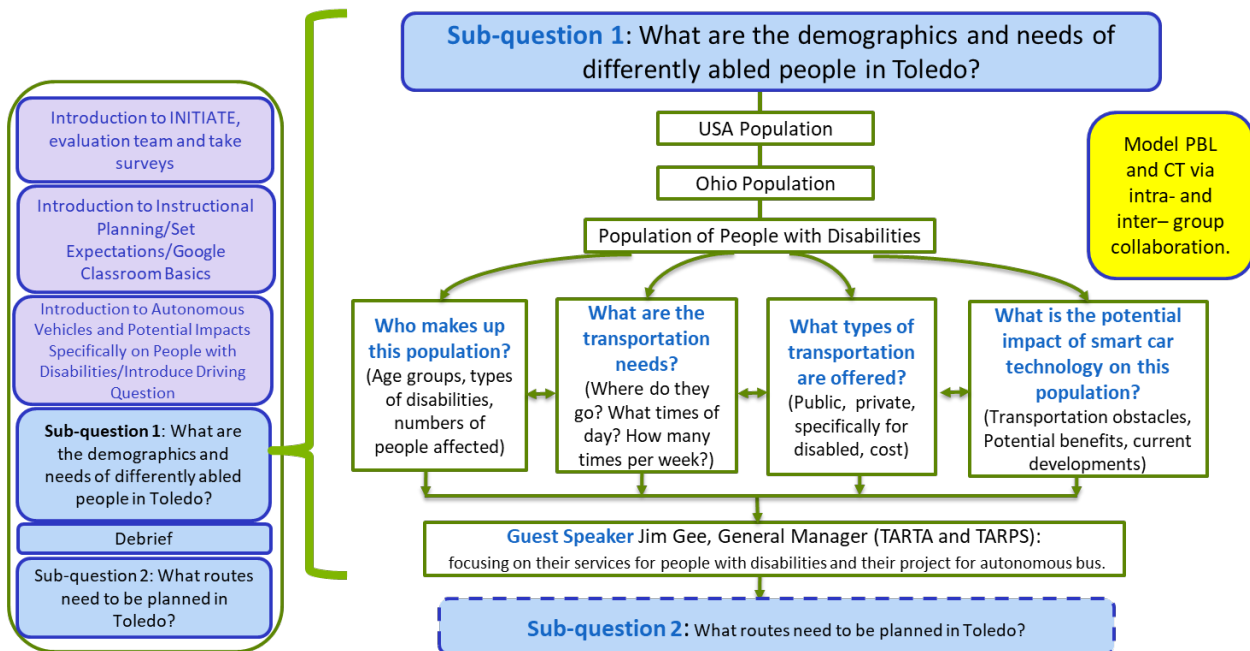 Introduction to INITIATE,
evaluation team and take
surveys
Introduction to Instructional
Planning/Set
Expectations/Google
Classroom Basics
Introduction to Autonomous
Vehicles and Potential Impacts
Specifically on People with
Disabilities/Introduce Driving
Question
Sub-question 1: What are
the demographics and
needs of differently abled
people in Toledo?
Debrief
Sub-question 2: What routes
need to be planned in
Toledo?
Sub-question 1: What are the demographics and needs of
differently abled people in Toledo?
USA Population
Ohio Population
Population of People with Disabilities
Model PBL
and CT via
intra- and
inter– group
collaboration.
Who makes up
this population?
(Age groups, types
of disabilities,
numbers of
people affected)
What are the
transportation
needs?
(Where do they
go? What times of
day? How many
times per week?)
What types of
transportation
are offered?
(Public, private,
specifically for
disabled, cost)
What is the potential
impact of smart car
technology on this
population?
(Transportation obstacles,
Potential benefits, current
developments)
Guest Speaker Jim Gee, General Manager (TARTA and TARPS):
focusing on their services for people with disabilities and their project for autonomous bus.
Sub-question 2: What routes need to be planned in Toledo?